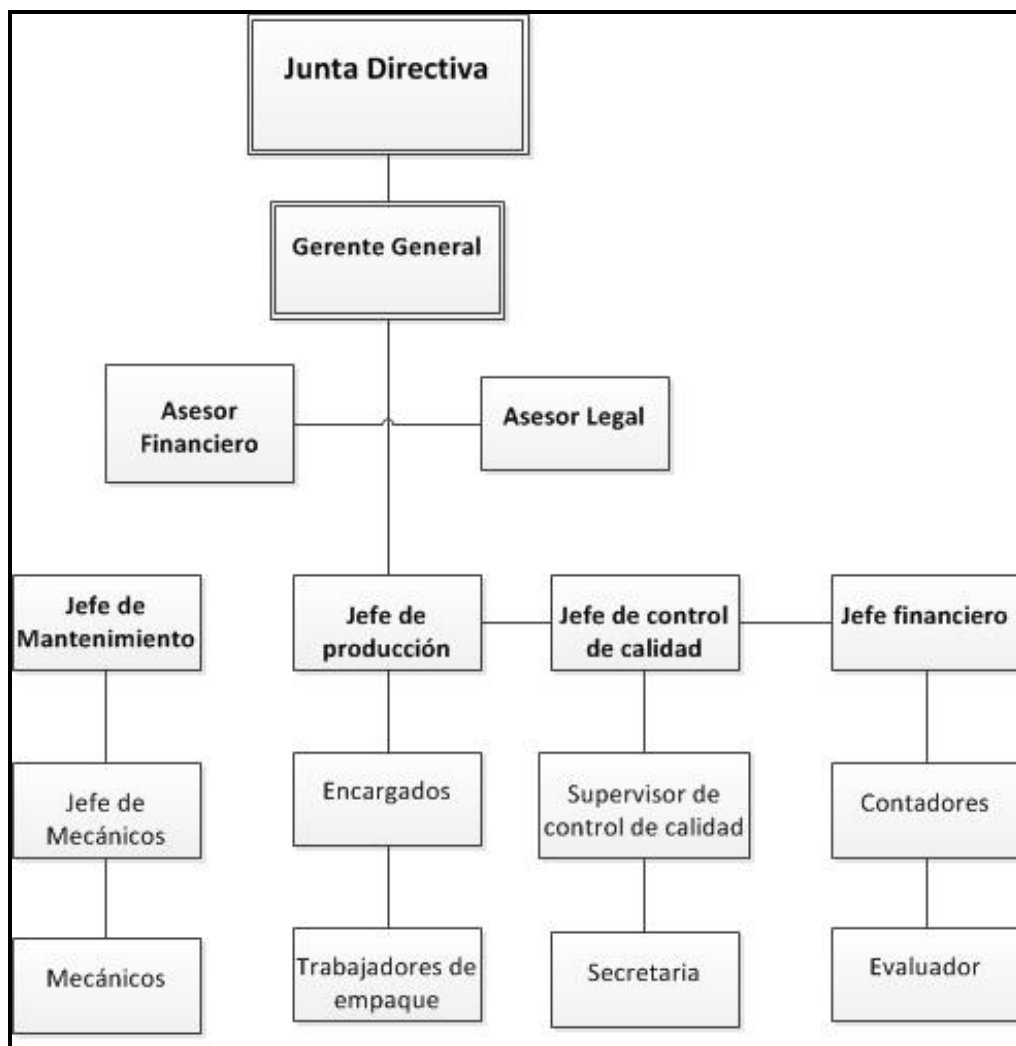 Junta Directiva
Gerente General
Asesor
Financiero
Asesor Legal
Jefe de
Mantenimiento
Jefe de
producción
Jefe de control
de calidad
Jefe financiero
Jefe de
Mecánicos
Encargados
Supervisor de
control de calidad
Contadores
Mecánicos
Trabajadores de
empaque
Secretaria
Evaluador